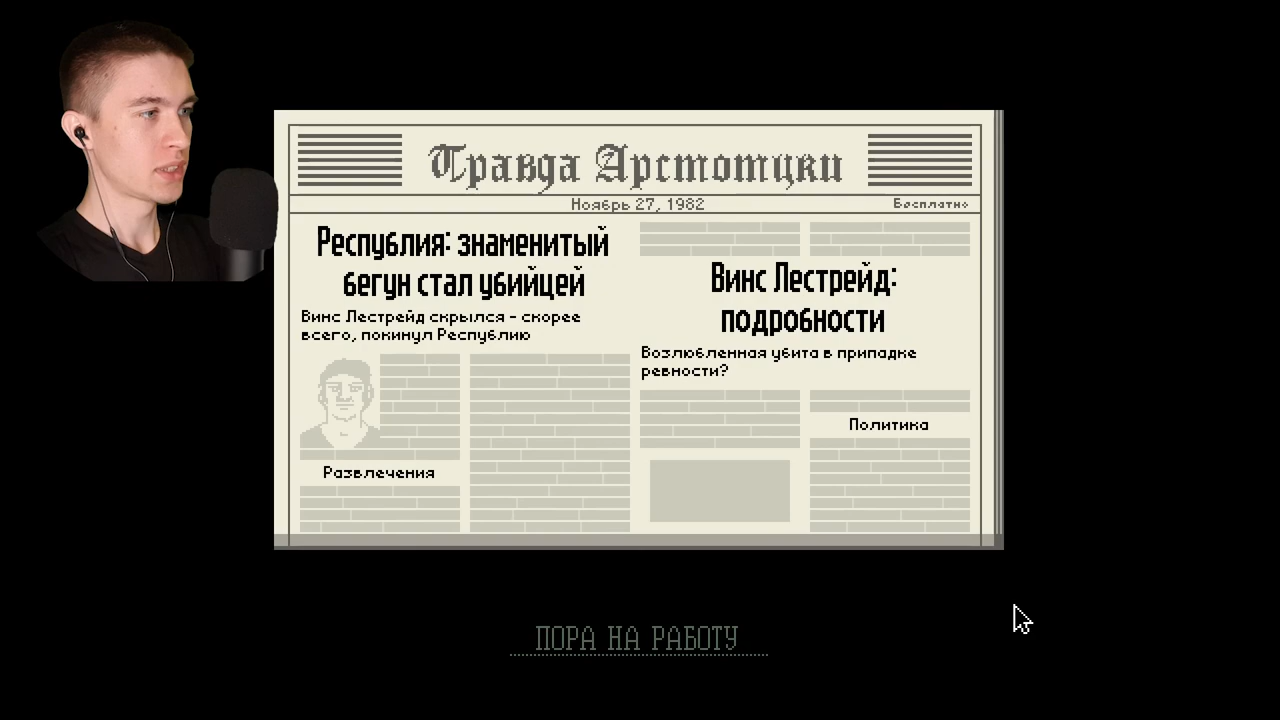 Правда Арстотцки
Ноябрь 27, 1982
Бесплатно
Республия: знаменитый
бегун стал убийцей
Винс Лестрейд скрылся - скорее
всего, покинул Республию
Развлечения
Винс Лестрейд:
подробности
Возлюбленная убита в припадке
ревности?
Политика
ПОРА НА РАБОТУ